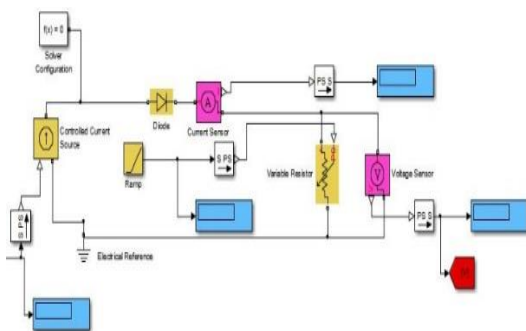 f(x) = 0
Solver
Configuration
PS S
Diode
A
Current Sensor
Controlled Current
Source
Ramp
S PS
Variable Resistor
V
Voltage Sensor
S PS
PS S
Electrical Reference